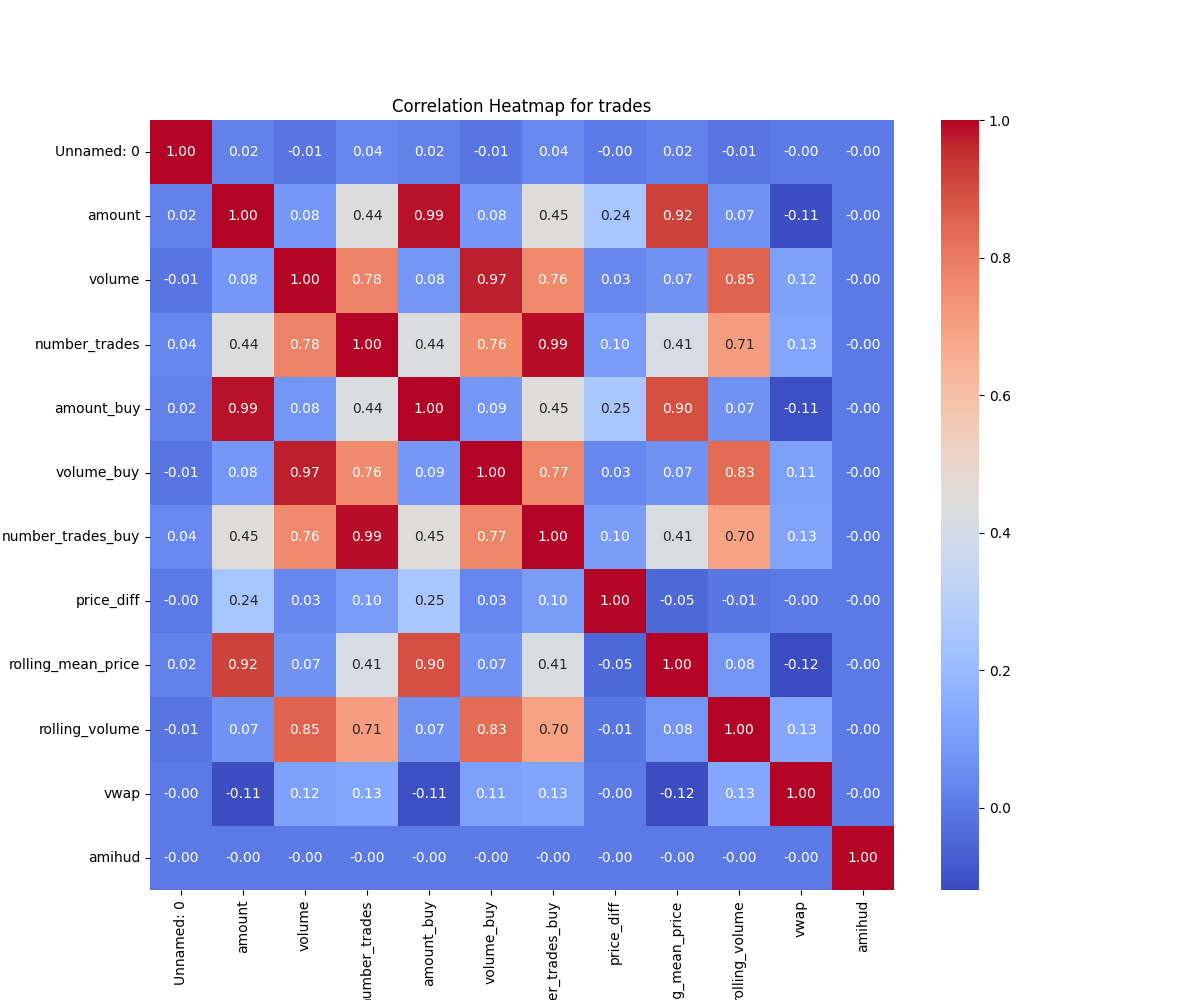 Correlation Heatmap for trades
Unnamed: 0 1.00 0.02 -0.01 0.04 0.02 -0.01 0.04 -0.00 0.02 -0.01 -0.00 -0.00
amount 0.02 1.00 0.08 0.44 0.99 0.08 0.45 0.24 0.92 0.07 -0.11 -0.00
volume -0.01 0.08 1.00 0.78 0.08 0.97 0.76 0.03 0.07 0.85 0.12 -0.00
number_trades 0.04 0.44 0.78 1.00 0.44 0.76 0.99 0.10 0.41 0.71 0.13 -0.00
amount_buy 0.02 0.99 0.08 0.44 1.00 0.09 0.45 0.25 0.90 0.07 -0.11 -0.00
volume_buy -0.01 0.08 0.97 0.76 0.09 1.00 0.77 0.03 0.07 0.83 0.11 -0.00
number_trades_buy 0.04 0.45 0.76 0.99 0.45 0.77 1.00 0.10 0.41 0.70 0.13 -0.00
price_diff -0.00 0.24 0.03 0.10 0.25 0.03 0.10 1.00 -0.05 -0.01 -0.00 -0.00
rolling_mean_price 0.02 0.92 0.07 0.41 0.90 0.07 0.41 -0.05 1.00 0.08 -0.12 -0.00
rolling_volume -0.01 0.07 0.85 0.71 0.07 0.83 0.70 -0.01 0.08 1.00 0.13 -0.00
vwap -0.00 -0.11 0.12 0.13 -0.11 0.11 0.13 -0.00 -0.12 0.13 1.00 -0.00
amihud -0.00 -0.00 -0.00 -0.00 -0.00 -0.00 -0.00 -0.00 -0.00 -0.00 -0.00 1.00
Unnamed: 0
amount
volume
umber_trades
amount_buy
volume_buy
er_trades_buy
price_diff
g_mean_price
rolling_volume
vwap
amihud
1.0
0.8
0.6
0.4
0.2
0.0